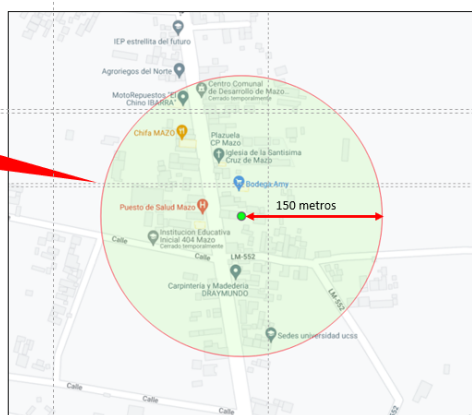 IEP estrellita del futuro
Agroriegos del Norte
Centro Comunal
de Desarrollo de Mazo
Cerrado temporalmente
MotoRepuestos "El
Chino IBARRA"
Chifa MAZO
Plazuela
CP Mazo
Iglesia de la Santísima
Cruz de Mazo
Bodega Amy
150 metros
Puesto de Salud Mazo
Institucion Educativa
Inicial 404 Mazo
Cerrado temporalmente
Calle
LM-552
Carpintería y Maderería
DRAYMUNDO
LM-552
Sedes universidad ucss
Calle
Calle
LM-552